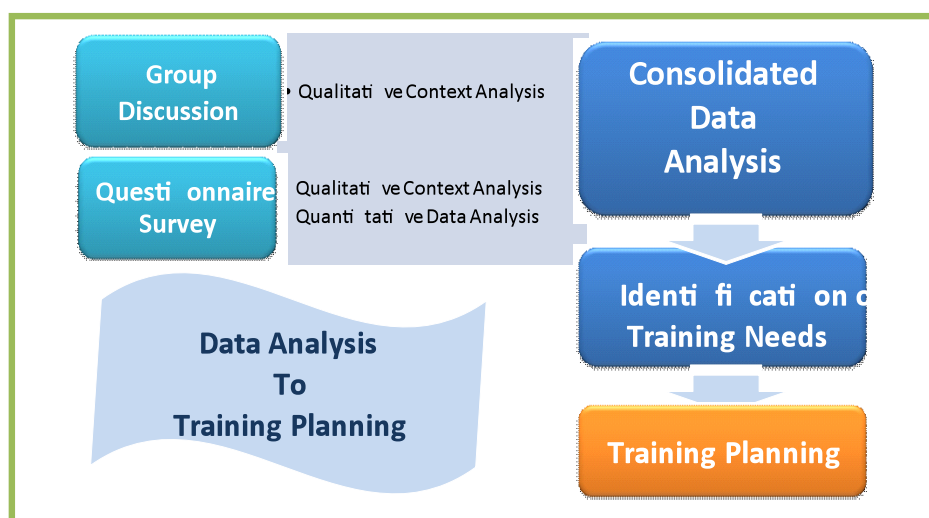 Group
Discussion
• Qualitati ve Context Analysis
Consolidated
Data
Analysis
Questi onnaire
Survey
Qualitati ve Context Analysis
Quanti tati ve Data Analysis
Identi fi cati on o
Training Needs
Data Analysis
To
Training Planning
Training Planning